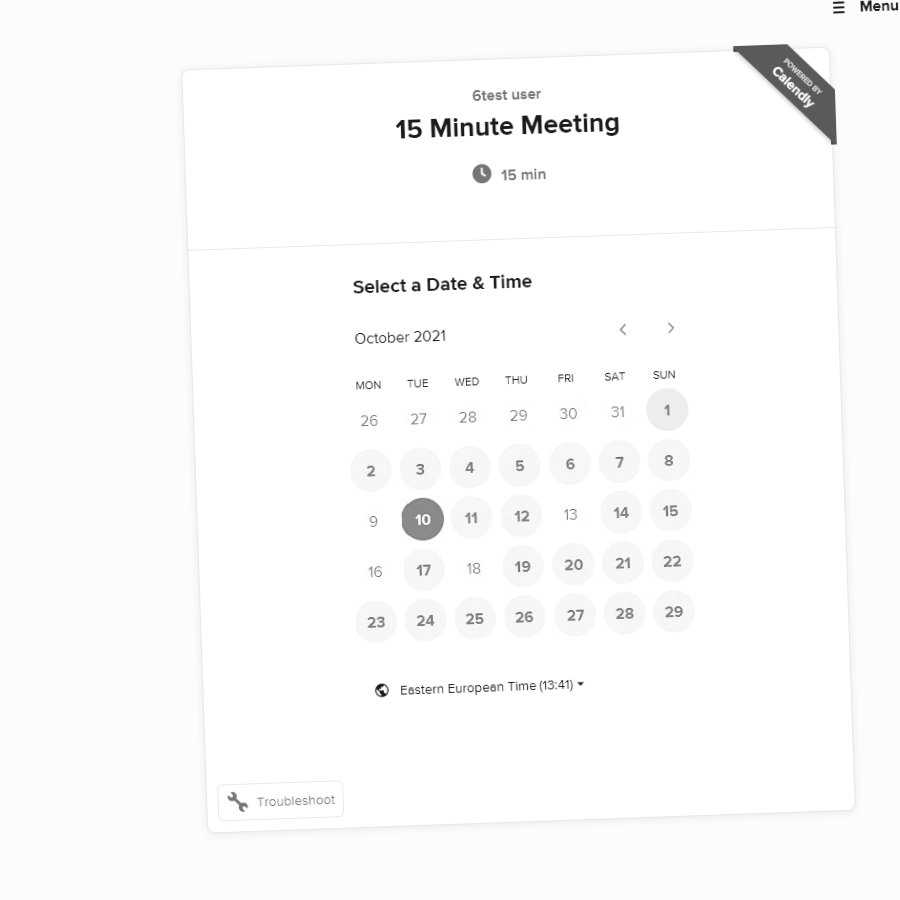 Menu
POWERED BY
Calendly
6test user
15 Minute Meeting
15 min
Select a Date & Time
October 2021
MON TUE WED THU FRI SAT SUN
26 27 28 29 30 31 1
2 3 4 5 6 7 8
9 10 11 12 13 14 15
16 17 18 19 20 21 22
23 24 25 26 27 28 29
Eastern European Time (13:41)
Troubleshoot